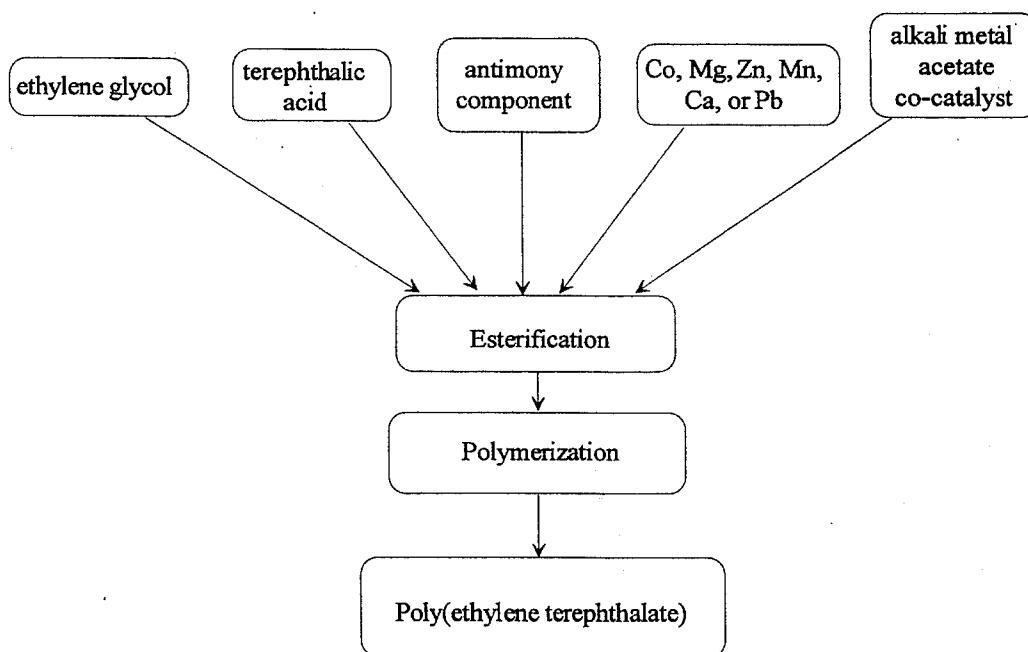 ethylene glycol
terephthalic
acid
antimony
component
Co, Mg, Zn, Mn,
Ca, or Pb
alkali metal
acetate
co-catalyst
Esterification
Polymerization
Poly(ethylene terephthalate)